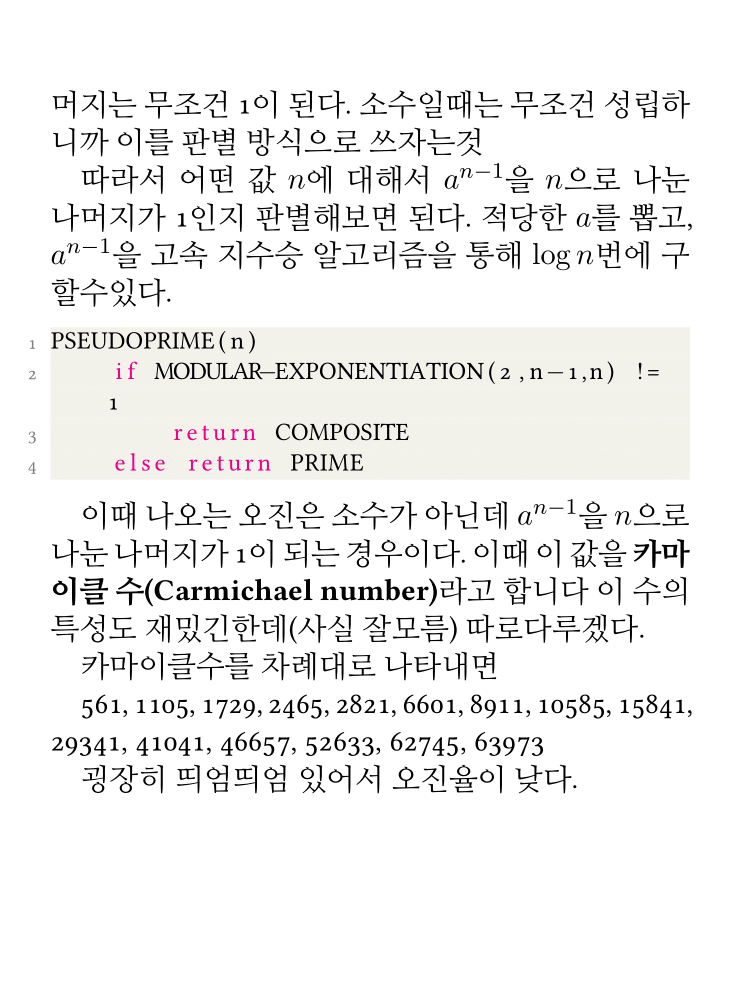 머지는 무조건 1이 된다. 소수일때는 무조건 성립하
니까 이를 판별 방식으로 쓰자는것
따라서 어떤 값 n에 대해서 aⁿ⁻¹을 n으로 나눈
나머지가 1인지 판별해보면 된다. 적당한 a를 뽑고,
aⁿ⁻¹을 고속 지수승 알고리즘을 통해 log n번에 구
할수있다.
1 PSEUDOPRIME(n)
2 if MODULAR−EXPONENTIATION(2,n−1,n) !=
1
3 return COMPOSITE
4 else return PRIME
이때 나오는 오진은 소수가 아닌데 aⁿ⁻¹을 n으로
나눈 나머지가 1이 되는 경우이다. 이때 이 값을 카마
이클 수(Carmichael number)라고 합니다 이 수의
특성도 재밌긴한데(사실 잘모름) 따로다루겠다.
카마이클수를 차례대로 나타내면
561, 1105, 1729, 2465, 2821, 6601, 8911, 10585, 15841,
29341, 41041, 46657, 52633, 62745, 63973
굉장히 띄엄띄엄 있어서 오진율이 낮다.